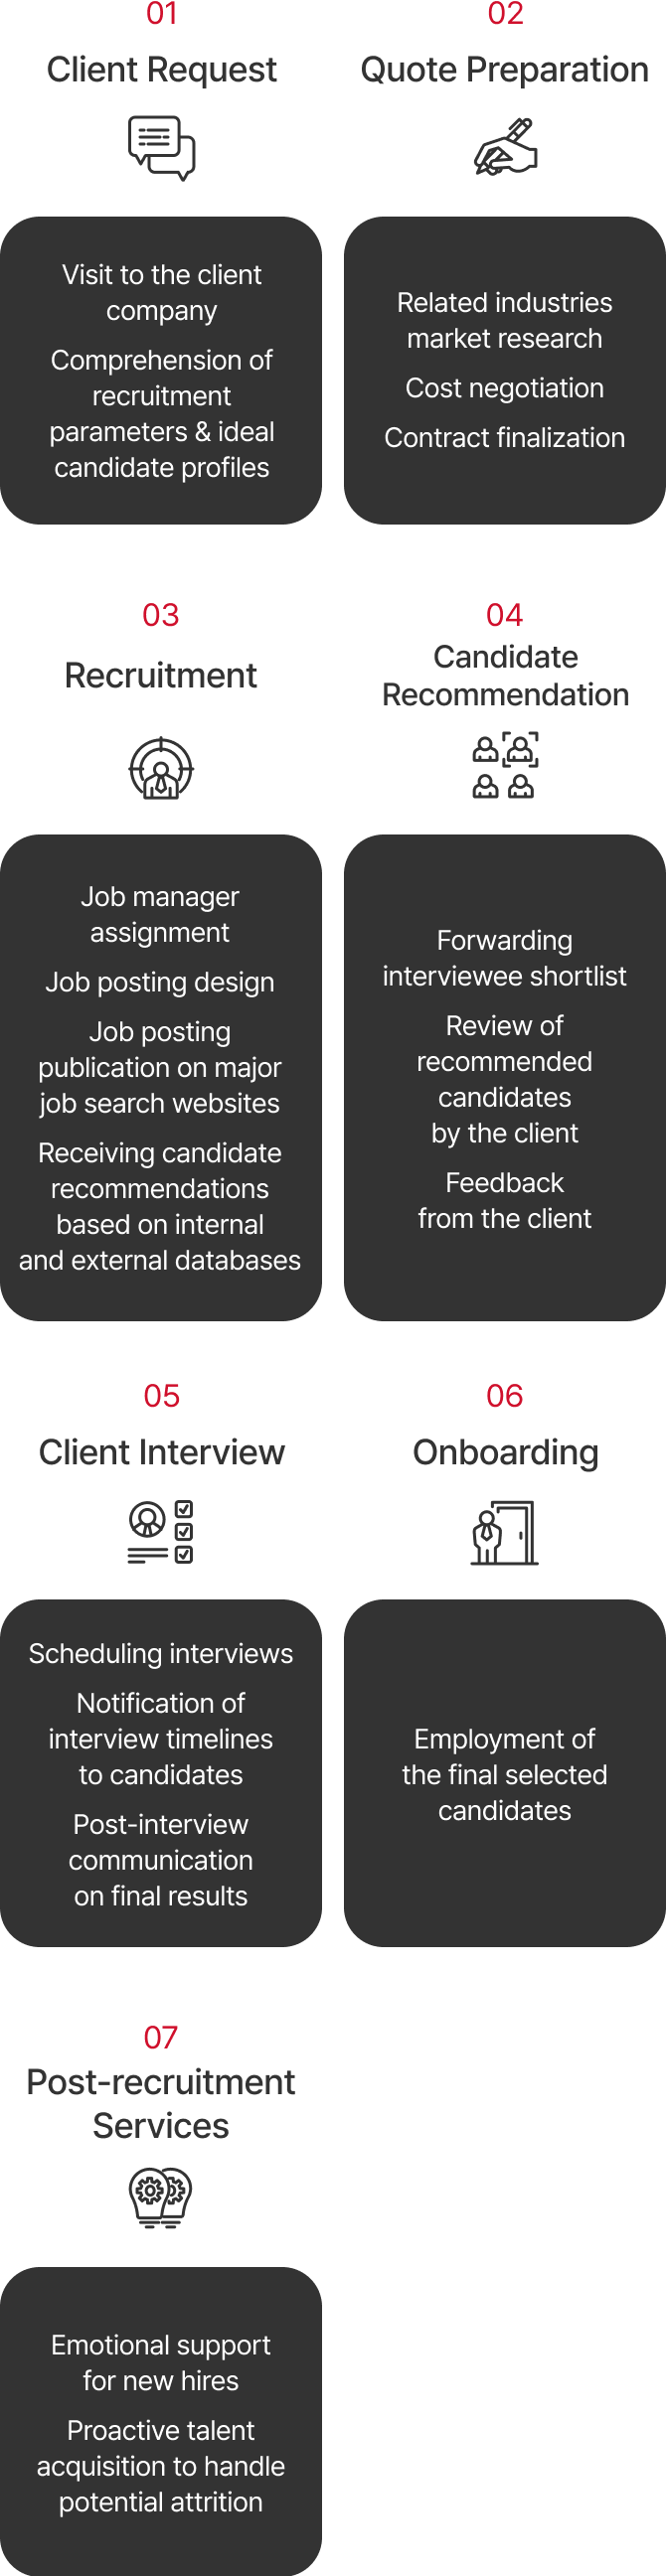 01
Client Request
Visit to the client
company
Comprehension of
recruitment
parameters & ideal
candidate profiles
02
Quote Preparation
Related industries
market research
Cost negotiation
Contract finalization
03
Recruitment
Job manager
assignment
Job posting design
Job posting
publication on major
job search websites
Receiving candidate
recommendations
based on internal
and external databases
04
Candidate
Recommendation
Forwarding
interviewee shortlist
Review of
recommended
candidates
by the client
Feedback
from the client
05
Client Interview
Scheduling interviews
Notification of
interview timelines
to candidates
Post-interview
communication
on final results
06
Onboarding
Employment of
the final selected
candidates
07
Post-recruitment
Services
Emotional support
for new hires
Proactive talent
acquisition to handle
potential attrition